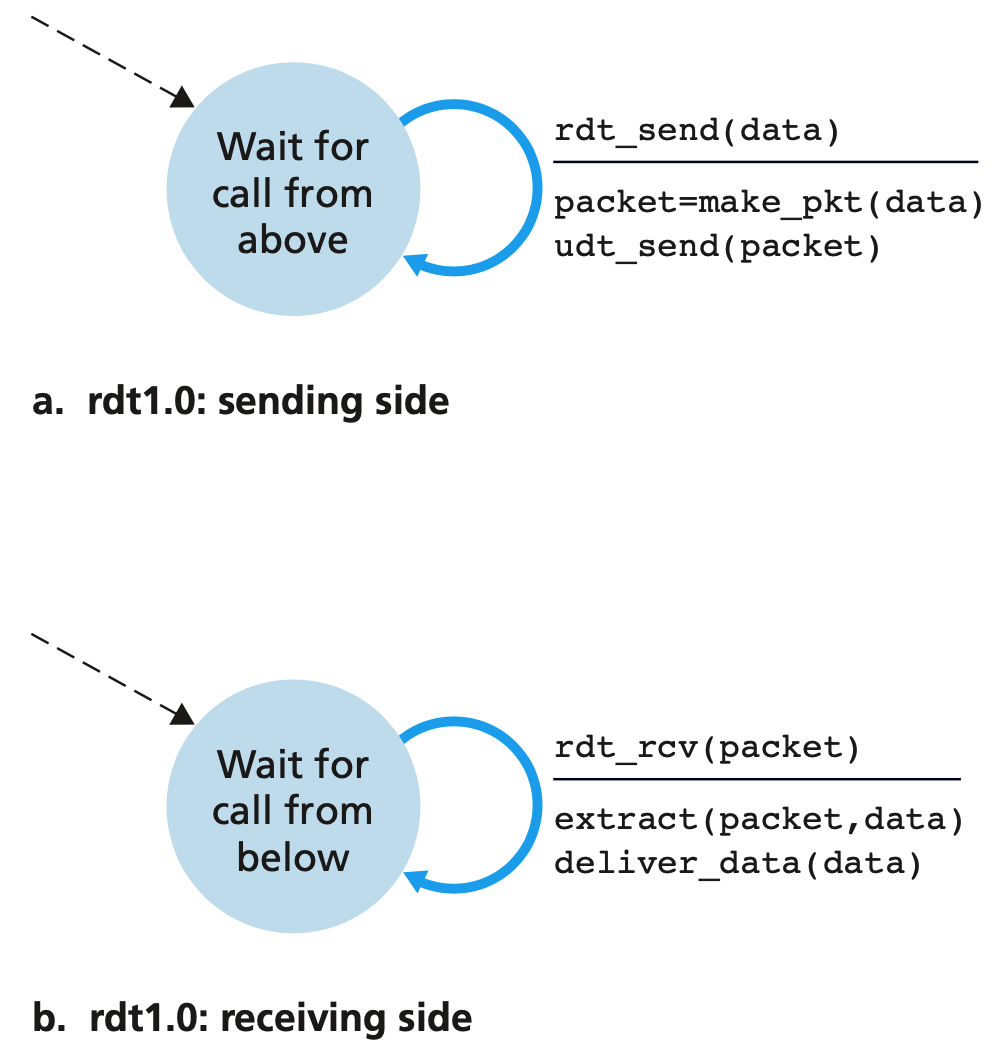 Wait for
call from
above
rdt_send(data)
packet=make_pkt(data)
udt_send(packet)
a. rdt1.0: sending side
Wait for
call from
below
rdt_rcv(packet)
extract(packet,data)
deliver_data(data)
b. rdt1.0: receiving side